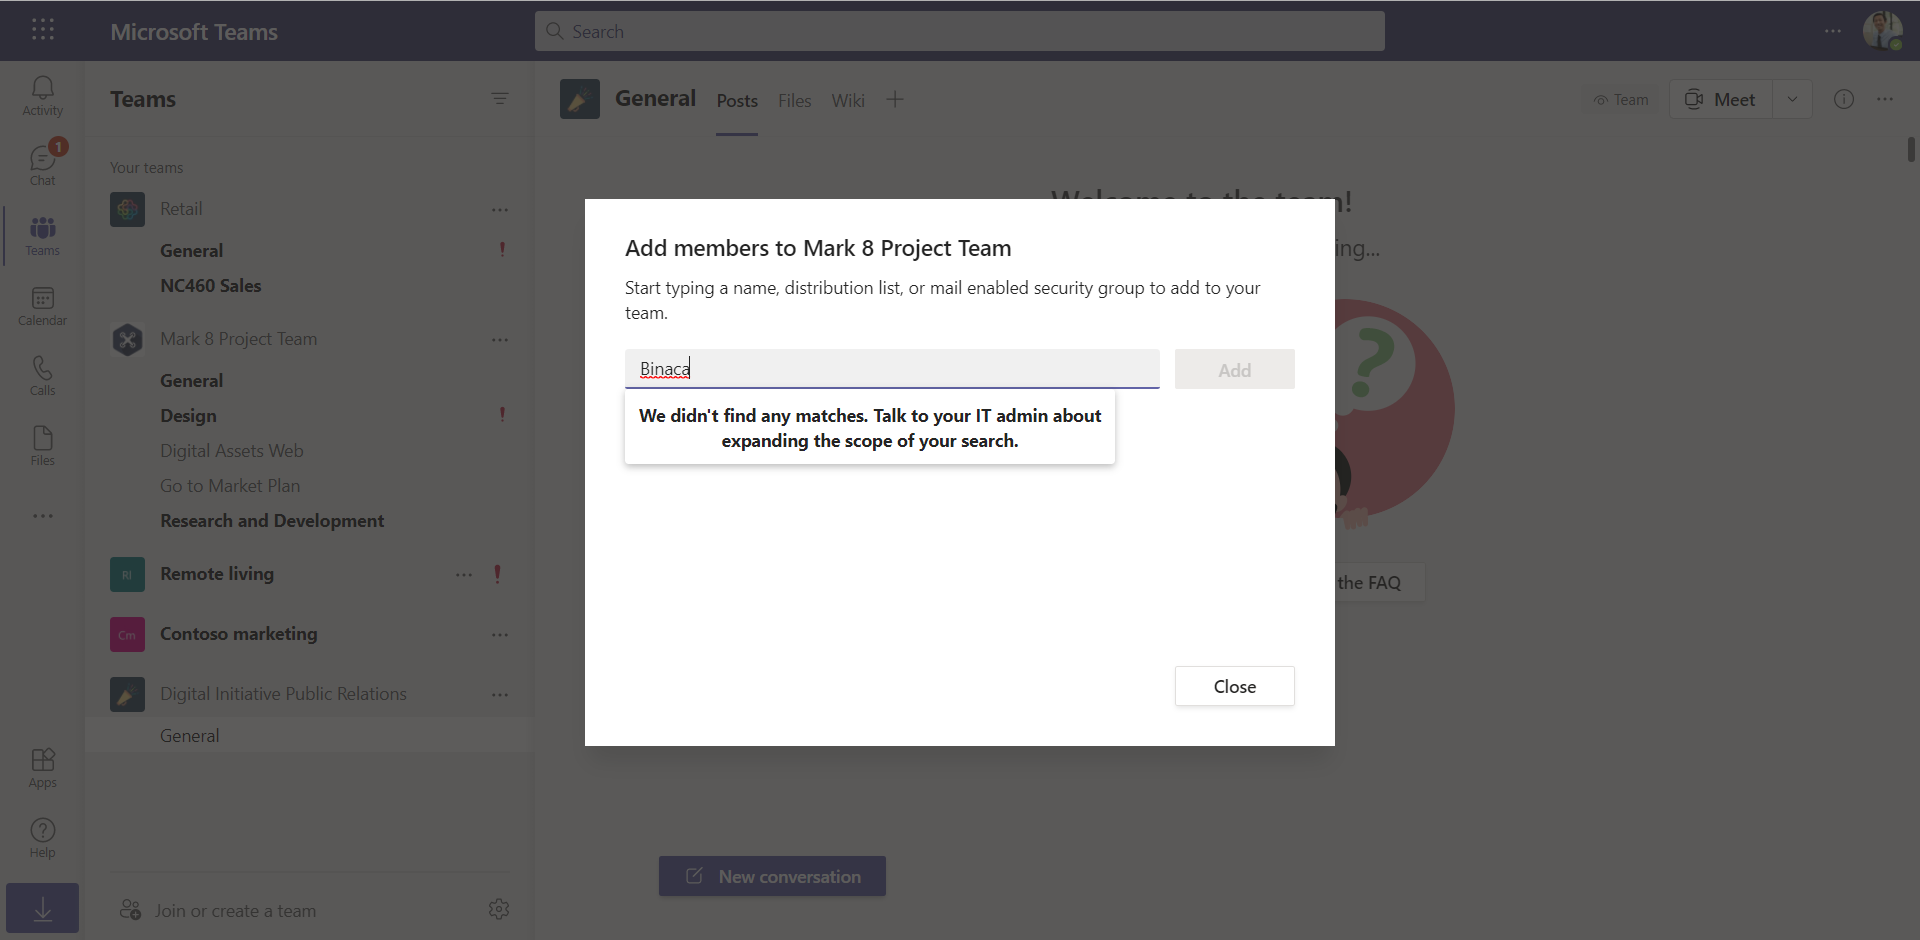 Microsoft Teams
Search
Activity
1
Chat
Teams
Calendar
Calls
Files
Apps
Help
Teams
Your teams
Retail
General
NC460 Sales
Mark 8 Project Team
General
Design
Digital Assets Web
Go to Market Plan
Research and Development
RI
Remote living
Cm
Contoso marketing
Digital Initiative Public Relations
General
Join or create a team
General
Posts
Files
Wiki
Team
Meet
Welcome to the team!
ing...
Add members to Mark 8 Project Team
Start typing a name, distribution list, or mail enabled security group to add to your
team.
Binaca
Add
We didn't find any matches. Talk to your IT admin about
expanding the scope of your search.
the FAQ
Close
New conversation